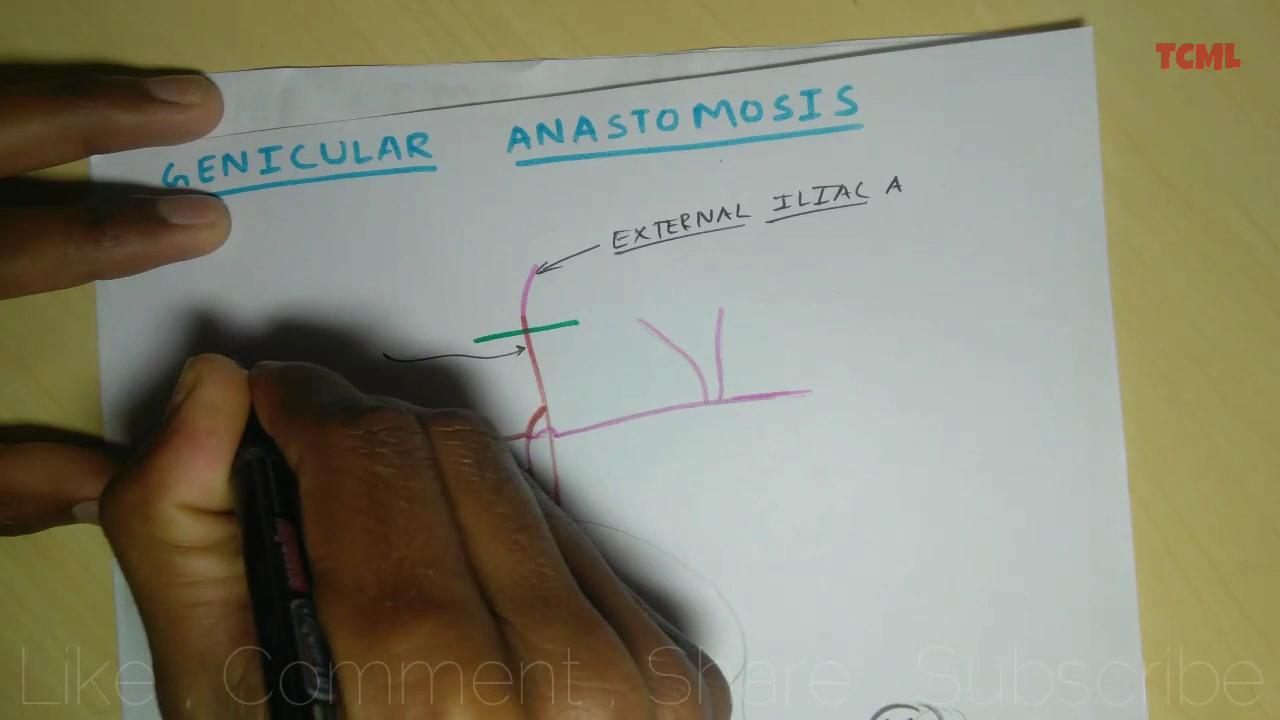 TCML
GENICULAR ANASTOMOSIS
EXTERNAL ILIAC A
Like , Comment , Share Subscribe